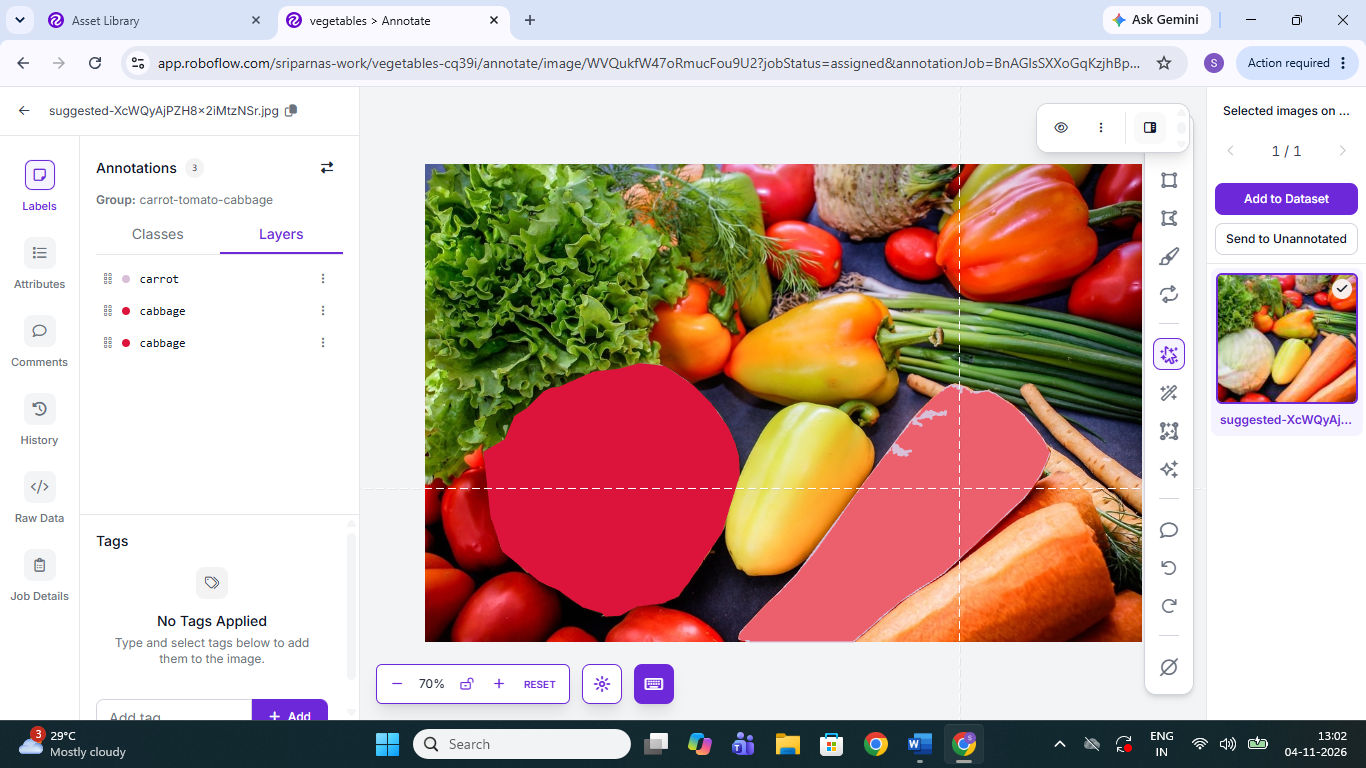 Asset Library
vegetables > Annotate
Ask Gemini
app.roboflow.com/sriparnas-work/vegetables-cq39i/annotate/image/WVQukfW47oRmucFou9U2?jobStatus=assigned&annotationJob=BnAGlsSXXoGqKzjhBp...
S
Action required
suggested-XcWQyAjPZH8×2iMtzNSr.jpg
Labels
Attributes
Comments
History
Raw Data
Job Details
Annotations 3
Group: carrot-tomato-cabbage
Classes
Layers
carrot
cabbage
cabbage
Tags
No Tags Applied
Type and select tags below to add
them to the image.
Add tag
+ Add
70%
RESET
Selected images on ...
1 / 1
Add to Dataset
Send to Unannotated
suggested-XcWQyAj...
3
29°C
Mostly cloudy
Search
ENG
IN
13:02
04-11-2026